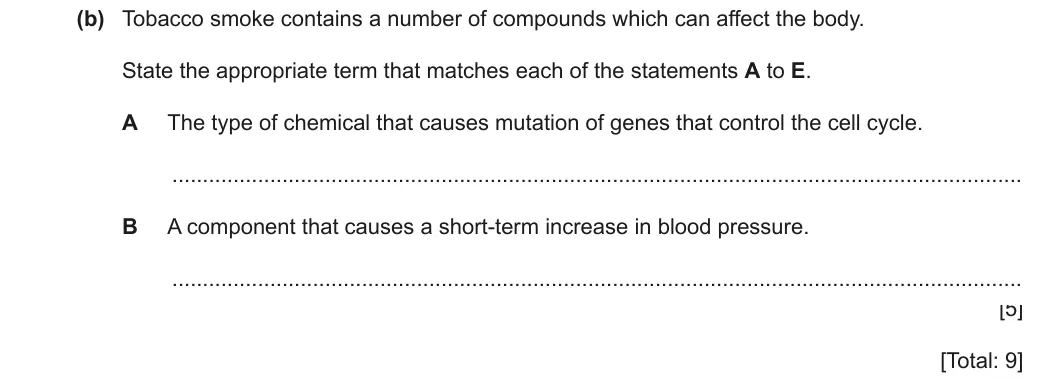 (b) Tobacco smoke contains a number of compounds which can affect the body.
State the appropriate term that matches each of the statements A to E.
A The type of chemical that causes mutation of genes that control the cell cycle.
................................................................................................................................................
B A component that causes a short-term increase in blood pressure.
................................................................................................................................................
[5]
[Total: 9]